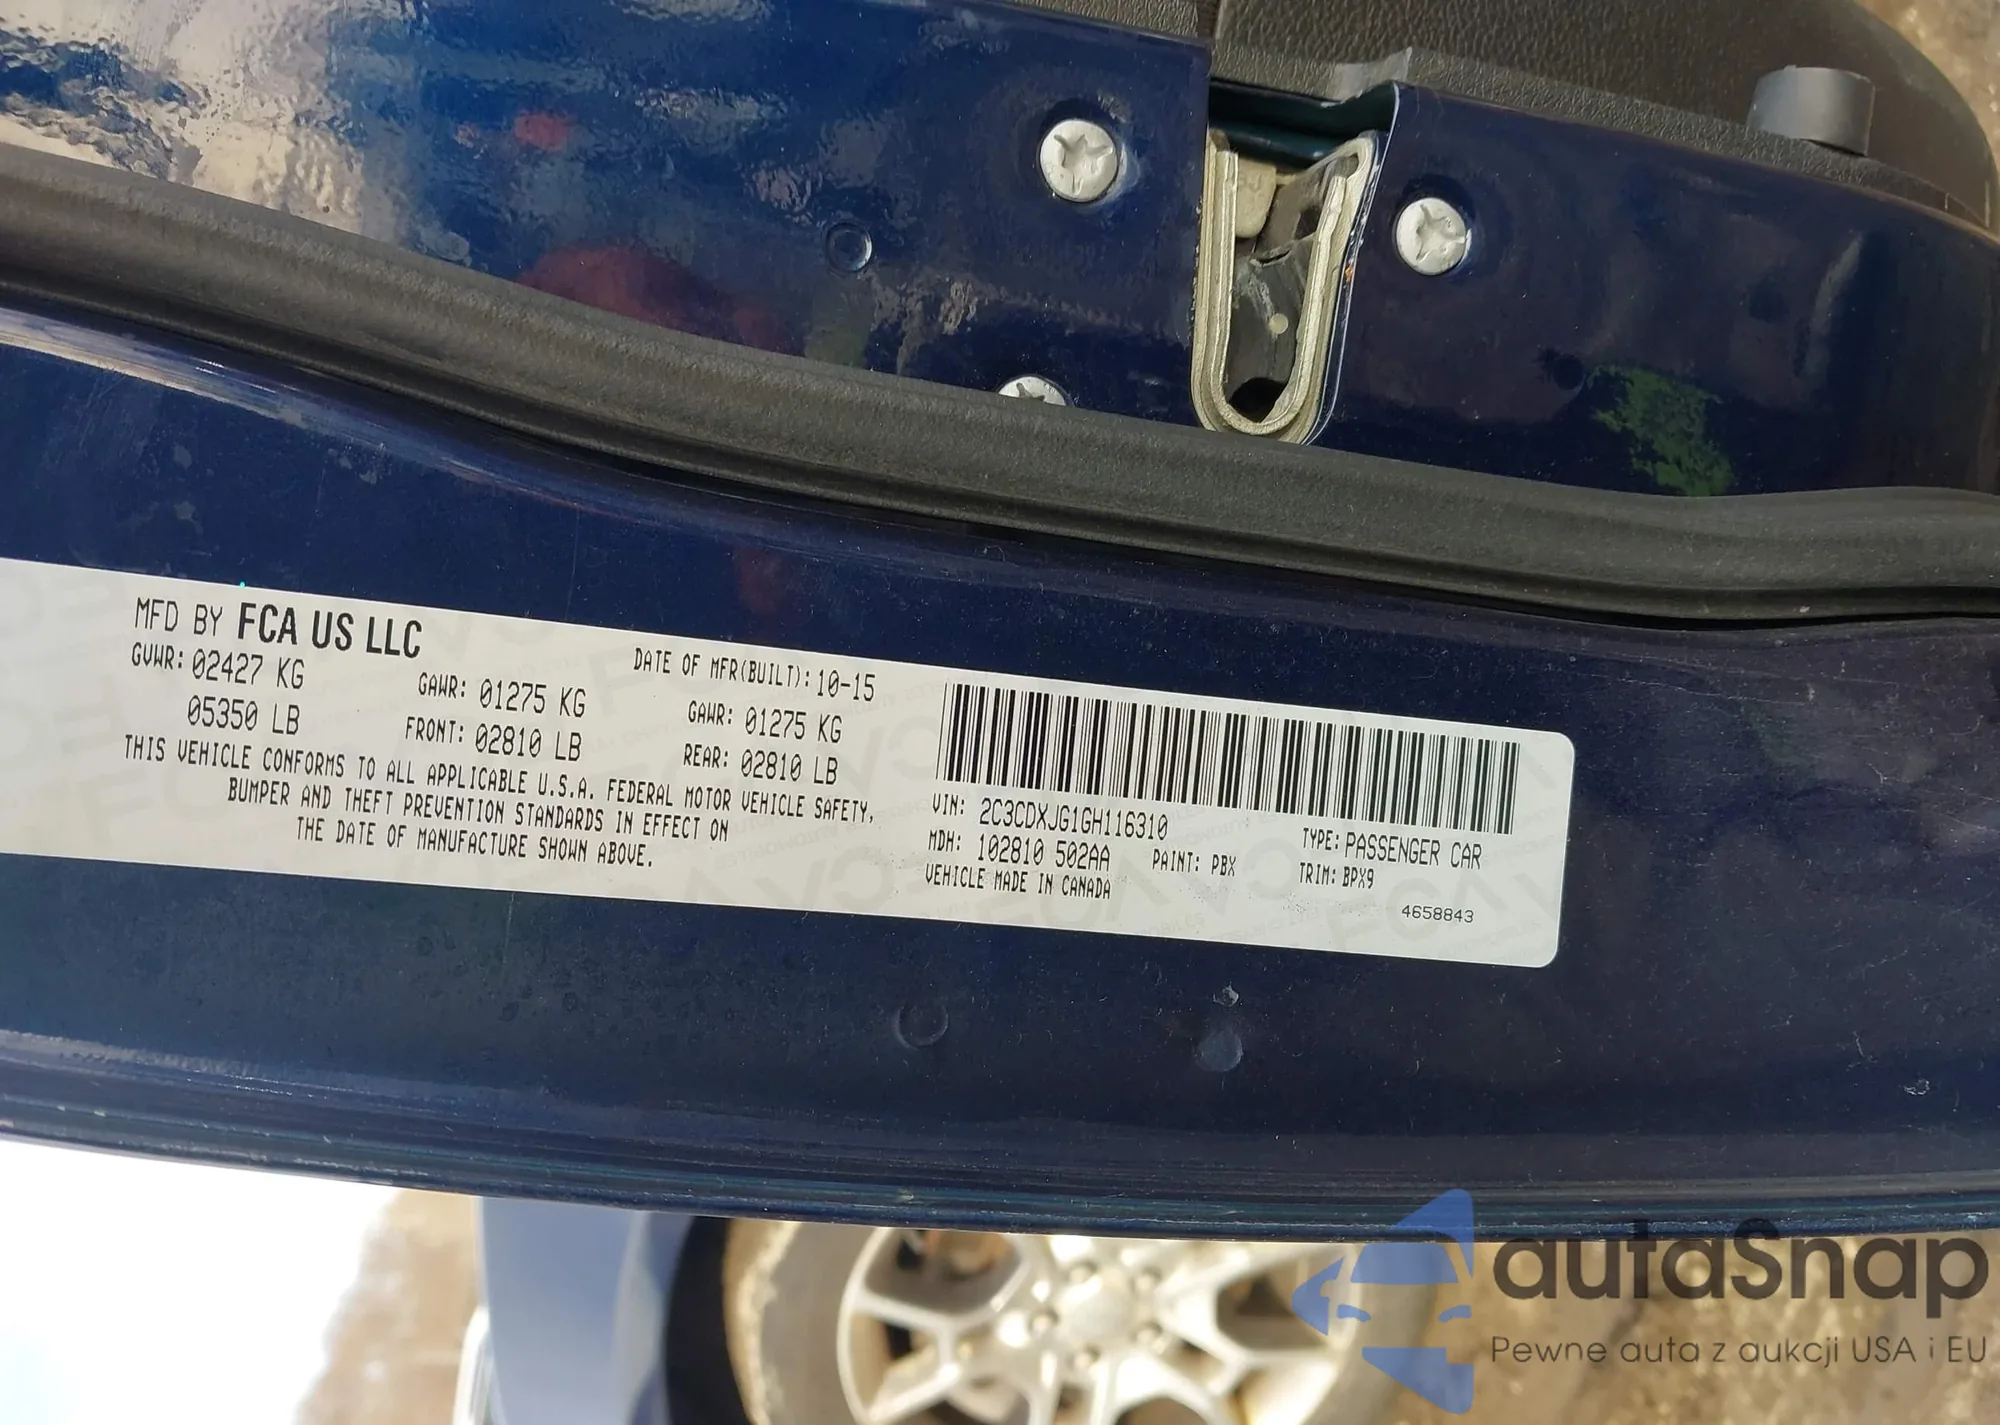 MFD BY FCA US LLC
DATE OF MFR(BUILT): 10-15
GVWR: 02427 KG
05350 LB
GAWR: 01275 KG
FRONT: 02810 LB
GAWR: 01275 KG
REAR: 02810 LB
THIS VEHICLE CONFORMS TO ALL APPLICABLE U.S.A. FEDERAL MOTOR VEHICLE SAFETY,
BUMPER AND THEFT PREVENTION STANDARDS IN EFFECT ON
THE DATE OF MANUFACTURE SHOWN ABOVE.
VIN: 2C3CDXJG1GH116310
TYPE: PASSENGER CAR
MDH: 102810 502AA
PAINT: PBX
TRIM: BPX9
VEHICLE MADE IN CANADA
4658843
autaSnap
Pewne auta z aukcji USA i EU